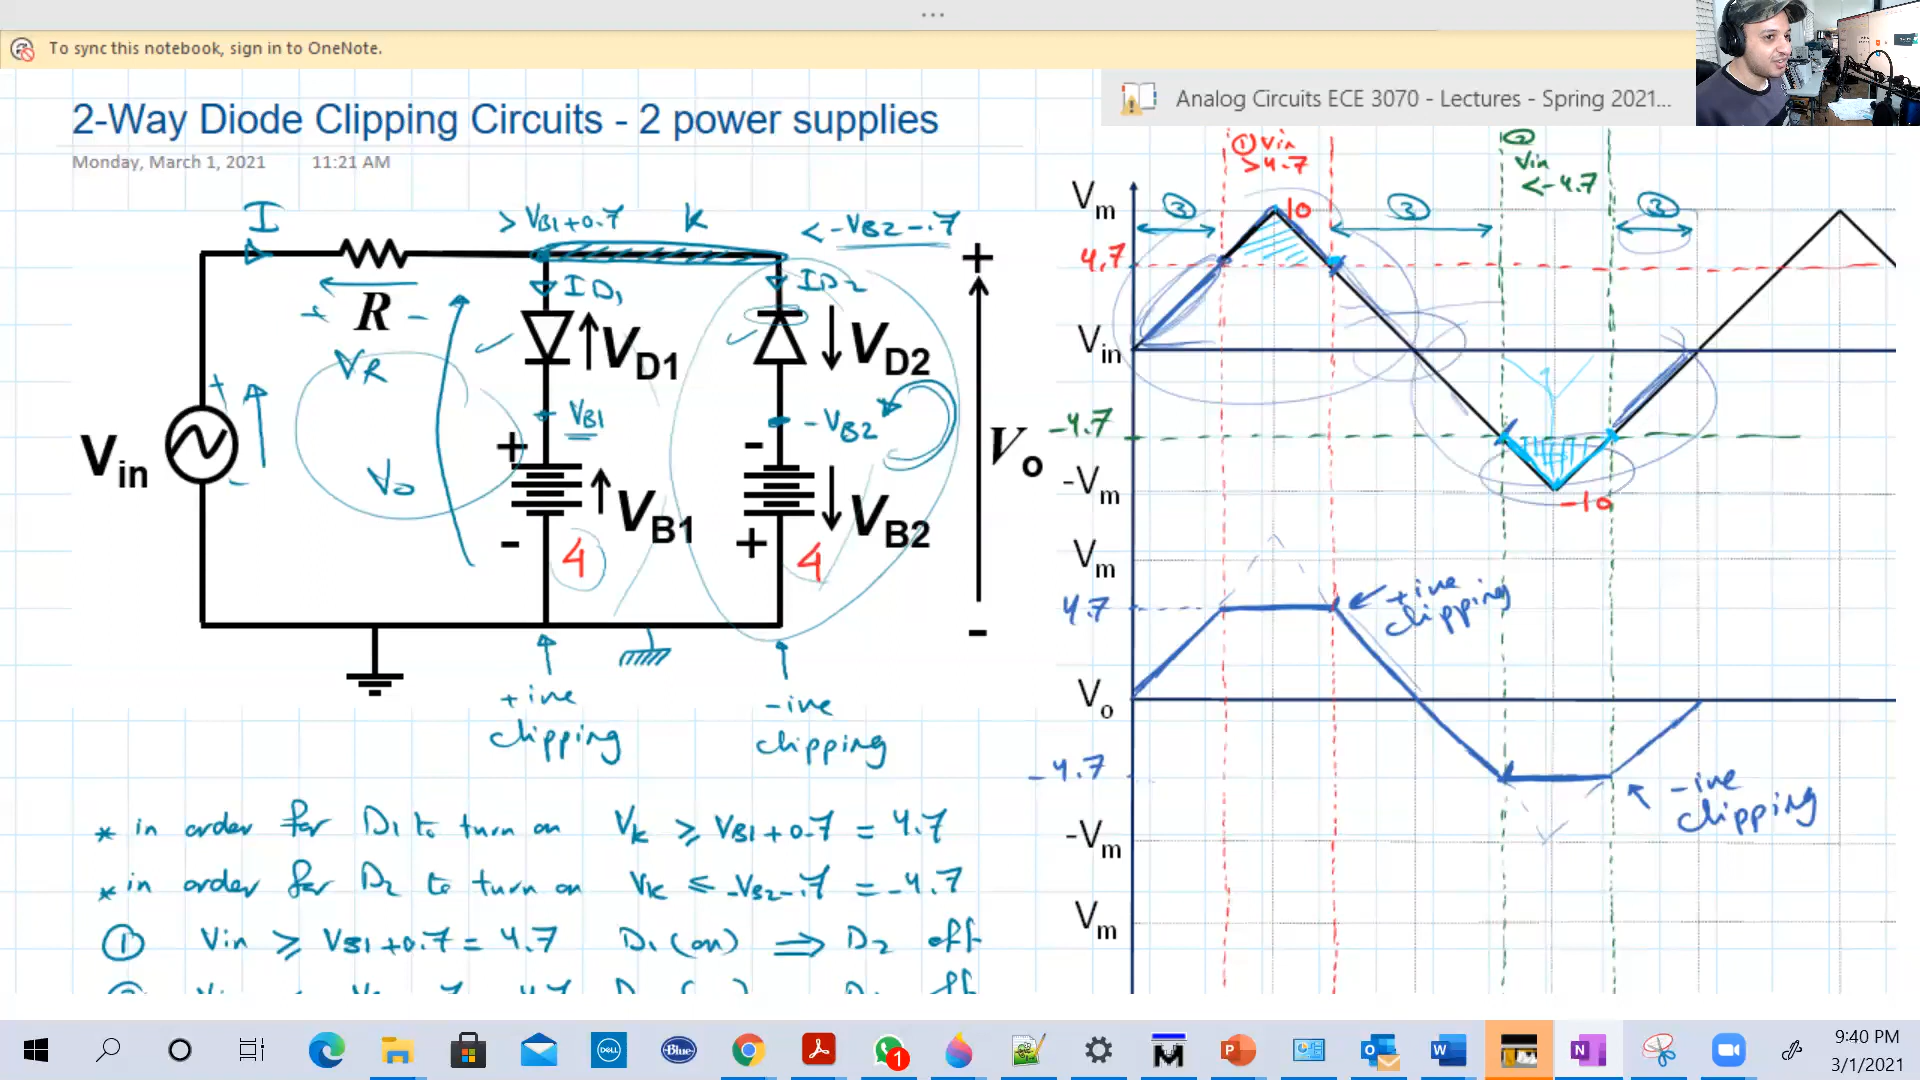 To sync this notebook, sign in to OneNote.
2-Way Diode Clipping Circuits - 2 power supplies
Monday, March 1, 2021 11:21 AM
Analog Circuits ECE 3070 - Lectures - Spring 2021...
I
> VB1+0.7
k
< -VB2-.7
+
ID1
ID2
+ R -
VR
VD1
VD2
Vin
+
-
Vo
VB1
-VB2
+
-
VB1
VB2
-
+
4
4
Vo
-
+ive
clipping
-ive
clipping
* in order for D1 to turn on VK ≥ VB1+0.7 = 4.7
* in order for D2 to turn on VK ≤ -VB2-.7 = -4.7
① Vin ≥ VB1+0.7 = 4.7 D1 (on) ⟹ D2 off
① Vin
>4.7
②
Vin
<-4.7
Vm
③
③
③
10
4.7
Vin
-4.7
-Vm
-10
Vm
4.7
+ive
clipping
Vo
-4.7
-ive
clipping
-Vm
Vm
DELL
Blue
1
9:40 PM
3/1/2021